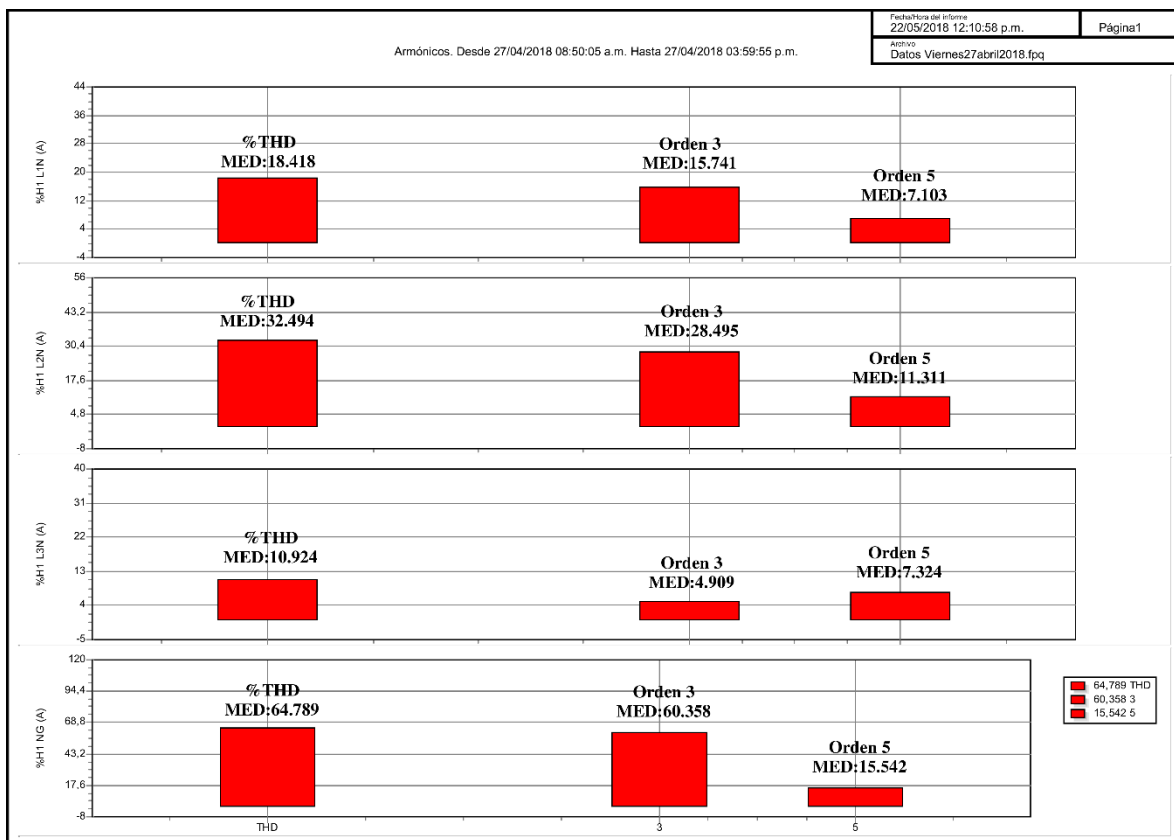 Fecha/Hora del informe
22/05/2018 12:10:58 p.m.
Página1
Armónicos. Desde 27/04/2018 08:50:05 a.m. Hasta 27/04/2018 03:59:55 p.m.
Archivo
Datos Viernes27abril2018.fpq
%H1 L1N (A)
44
36
28
20
12
4
-4
%THD
MED:18.418
Orden 3
MED:15.741
Orden 5
MED:7.103
%H1 L2N (A)
56
43,2
30,4
17,6
4,8
-8
%THD
MED:32.494
Orden 3
MED:28.495
Orden 5
MED:11.311
%H1 L3N (A)
40
31
22
13
4
-5
%THD
MED:10.924
Orden 3
MED:4.909
Orden 5
MED:7.324
%H1 NG (A)
120
94,4
68,8
43,2
17,6
-8
%THD
MED:64.789
Orden 3
MED:60.358
Orden 5
MED:15.542
64,789 THD
60,358 3
15,542 5
THD
3
5